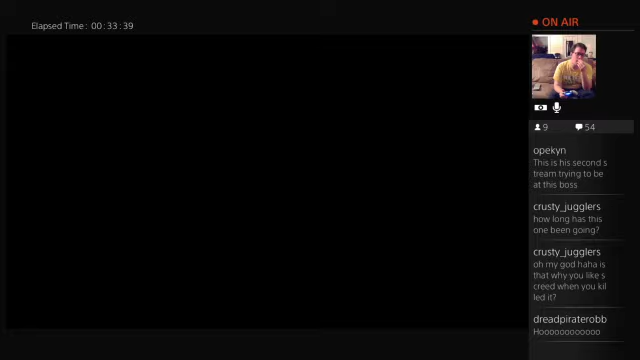 Elapsed Time: 00:33:39
ON AIR
9
54
opekyn
This is his second s
tream trying to be
at this boss
crusty_jugglers
how long has this
one been going?
crusty_jugglers
oh my god haha is
that why you like s
creed when you kil
led it?
dreadpiraterobb
Hooooooooooooo